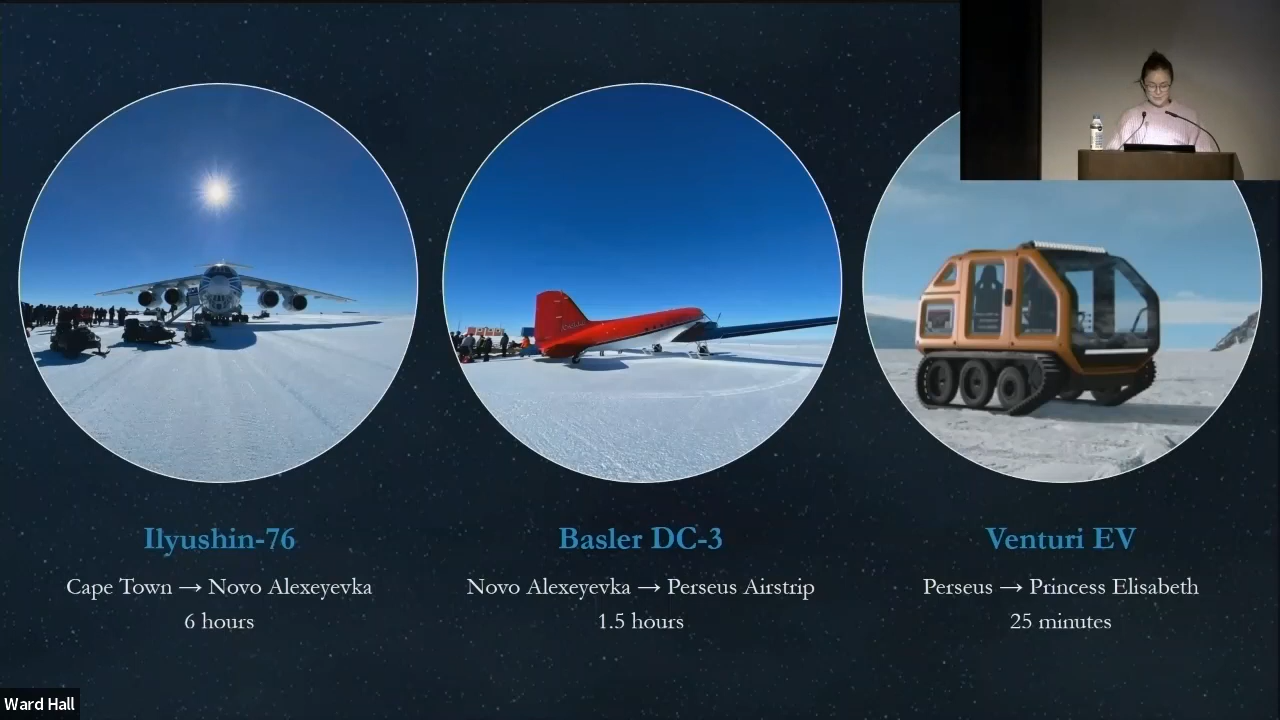 Ilyushin-76
Cape Town → Novo Alexeyevka
6 hours
Basler DC-3
Novo Alexeyevka → Perseus Airstrip
1.5 hours
Venturi EV
Perseus → Princess Elisabeth
25 minutes
Ward Hall